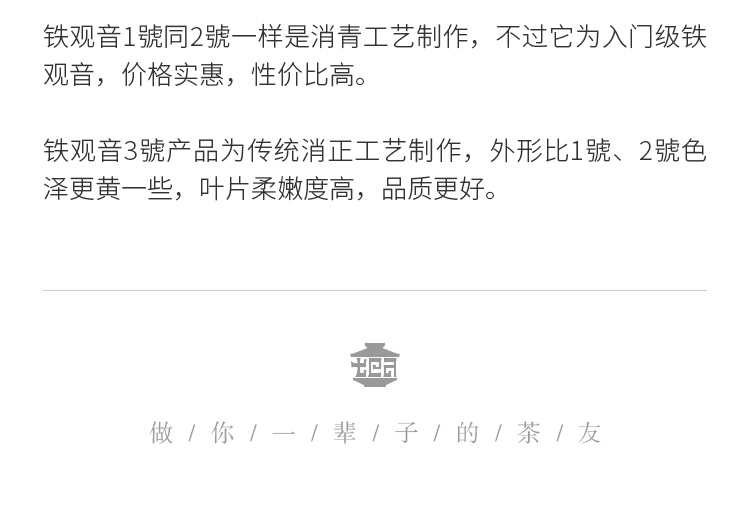 铁观音1號同2號一样是消青工艺制作，不过它为入门级铁
观音，价格实惠，性价比高。
铁观音3號产品为传统消正工艺制作，外形比1號、2號色
泽更黄一些，叶片柔嫩度高，品质更好。
tea
做 / 你 / 一 / 辈 / 子 / 的 / 茶 / 友